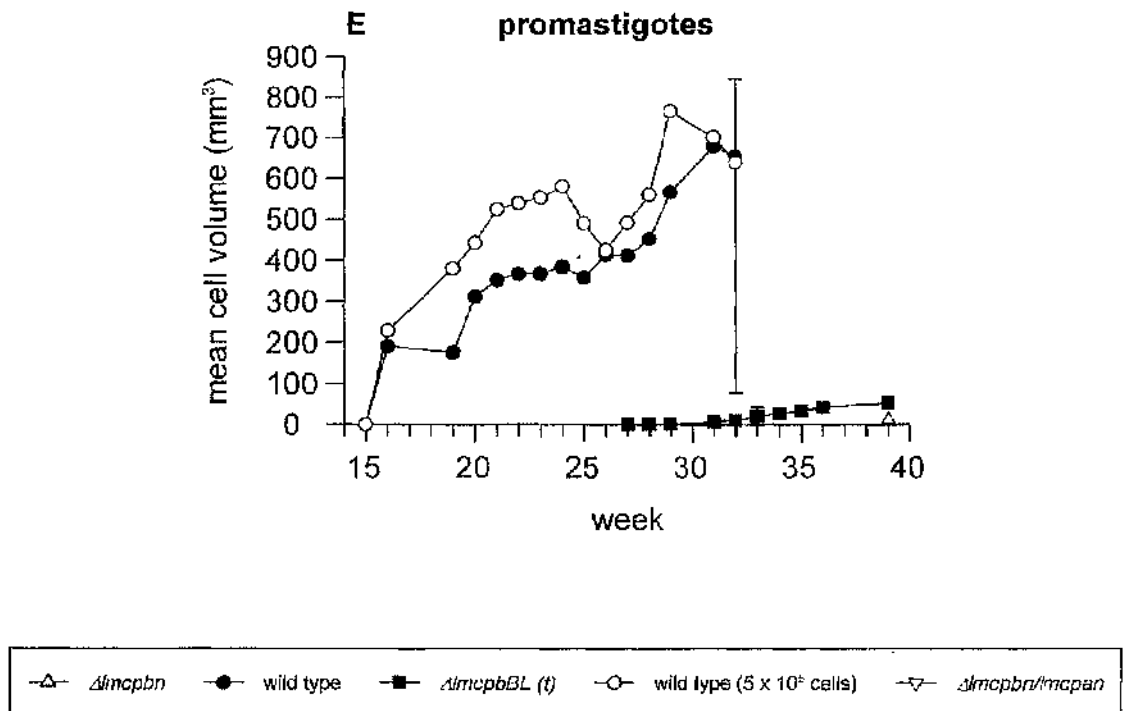 E promastigotes
900
800
700
600
500
400
300
200
100
0
mean cell volume (mm³)
15 20 25 30 35 40
week
Δlmcpbn wild type ΔlmcpbBL (t) wild type (5 x 10⁵ cells) Δlmcpbn/lmcpan